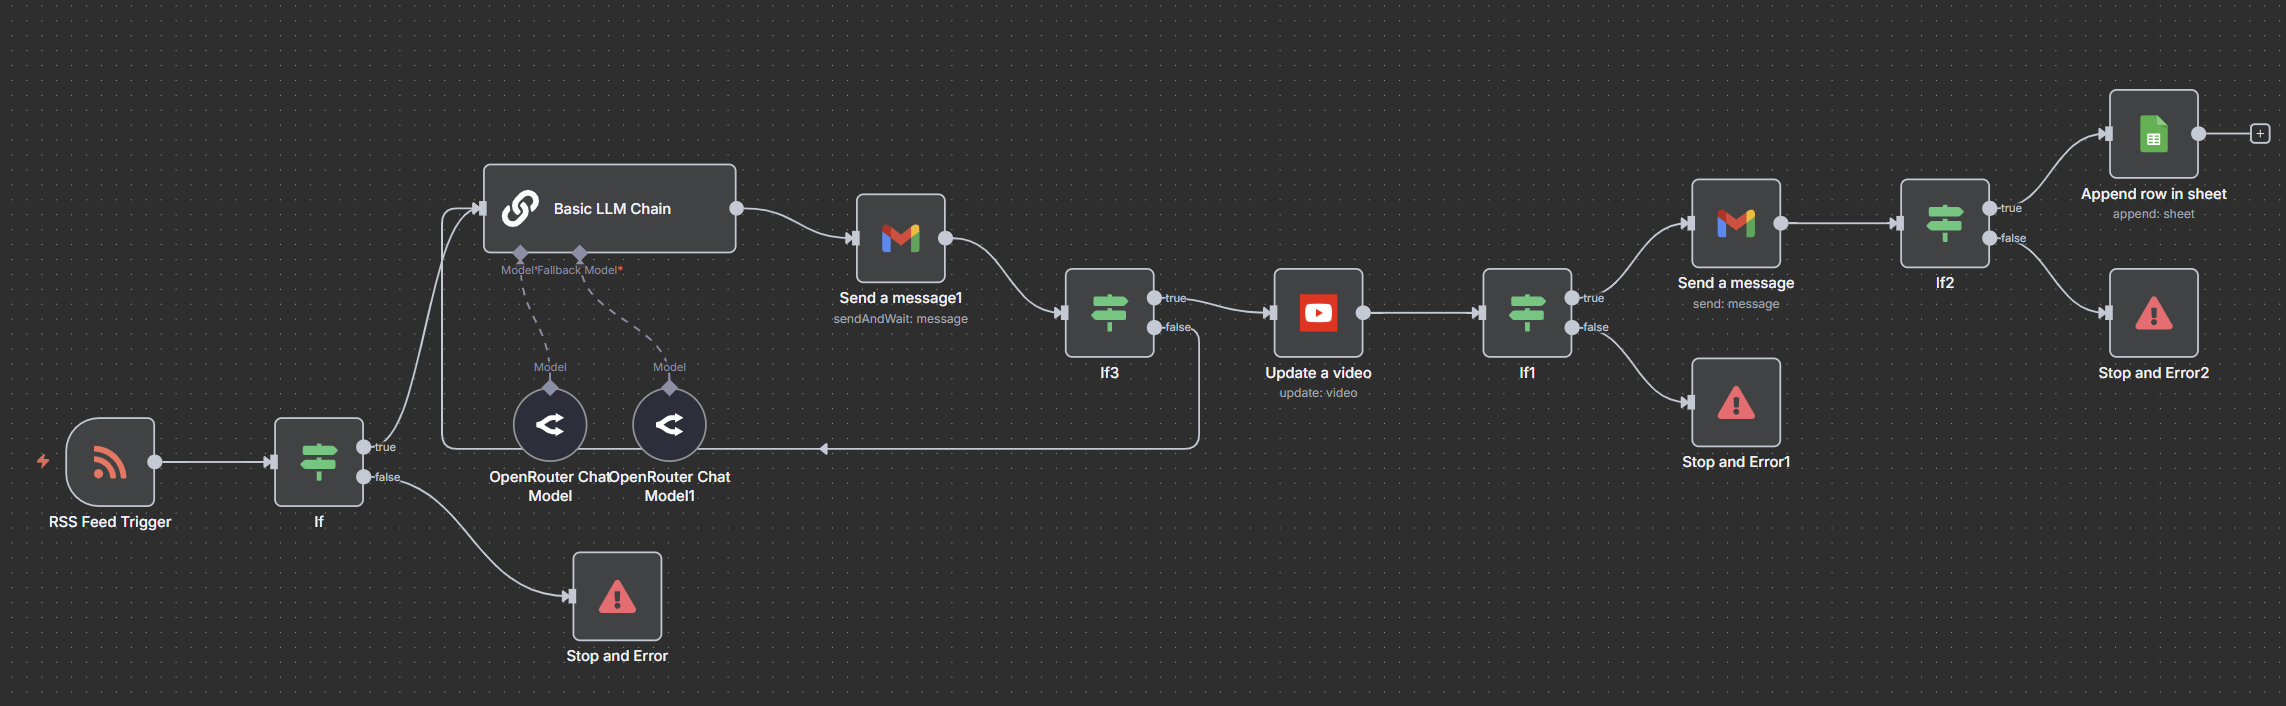 RSS Feed Trigger
If
true
false
Stop and Error
Basic LLM Chain
Model*
Fallback Model*
Model
Model
OpenRouter Chat
Model
OpenRouter Chat
Model1
Send a message1
sendAndWait: message
If3
true
false
Update a video
update: video
If1
true
false
Send a message
send: message
Stop and Error1
If2
true
false
Append row in sheet
append: sheet
+
Stop and Error2